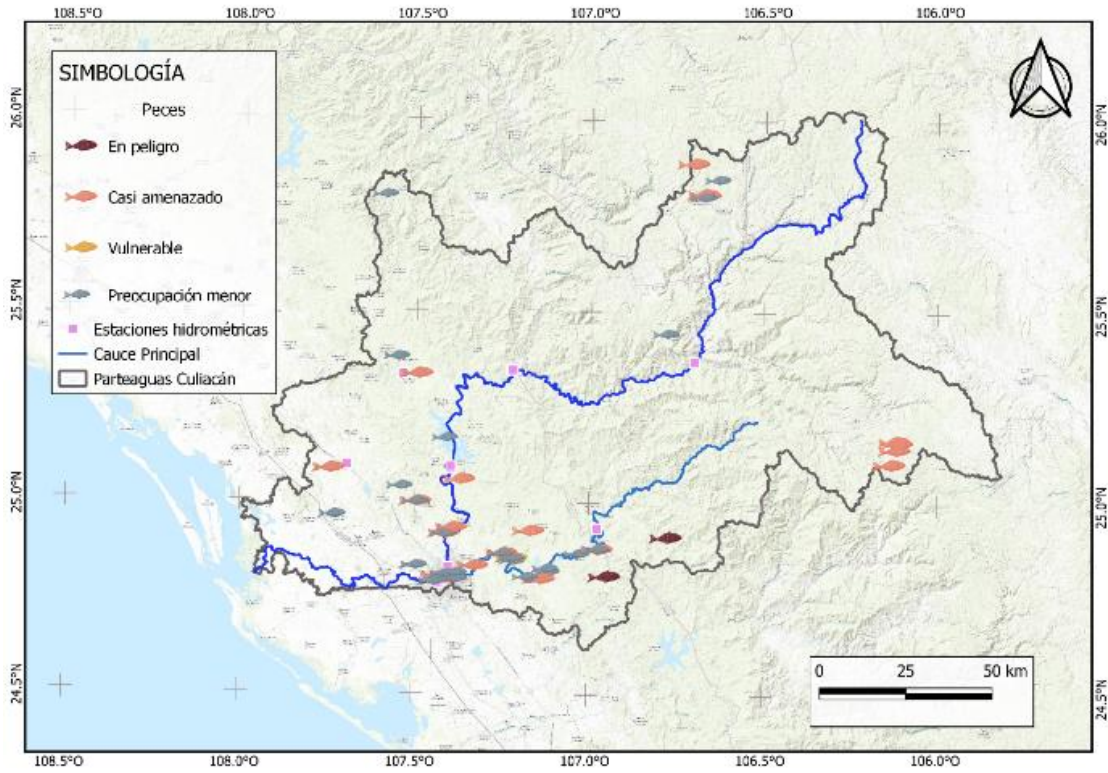 108.5°O 108.0°O 107.5°O 107.0°O 106.5°O 106.0°O
SIMBOLOGÍA
Peces
En peligro
Casi amenazado
Vulnerable
Preocupación menor
Estaciones hidrométricas
Cauce Principal
Parteaguas Culiacán
26.0°N 26.0°N
25.5°N 25.5°N
25.0°N 25.0°N
24.5°N 24.5°N
0 25 50 km
108.5°O 108.0°O 107.5°O 107.0°O 106.5°O 106.0°O